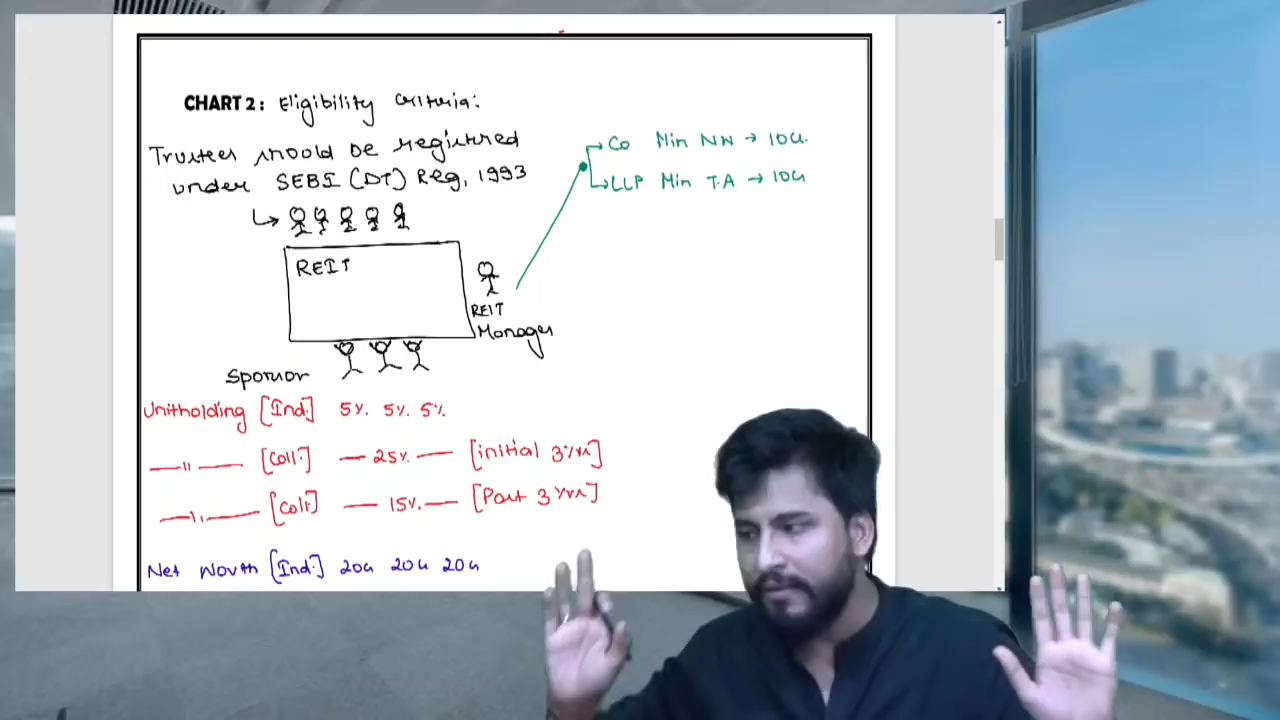 CHART 2: Eligibility Criteria:
Trustees should be registered
under SEBI (DT) Reg, 1993
Co Min NW → 10Cr.
LLP Min T.A → 10Cr
REIT
REIT
Manager
Sponsor
Unitholding [Ind.] 5%. 5%. 5%.
—"— [Coll.] — 25%. — [initial 3 Yrs]
—"— [Coll.] — 15%. — [Post 3 Yrs]
Net Worth [Ind.] 20Cr 20Cr 20Cr